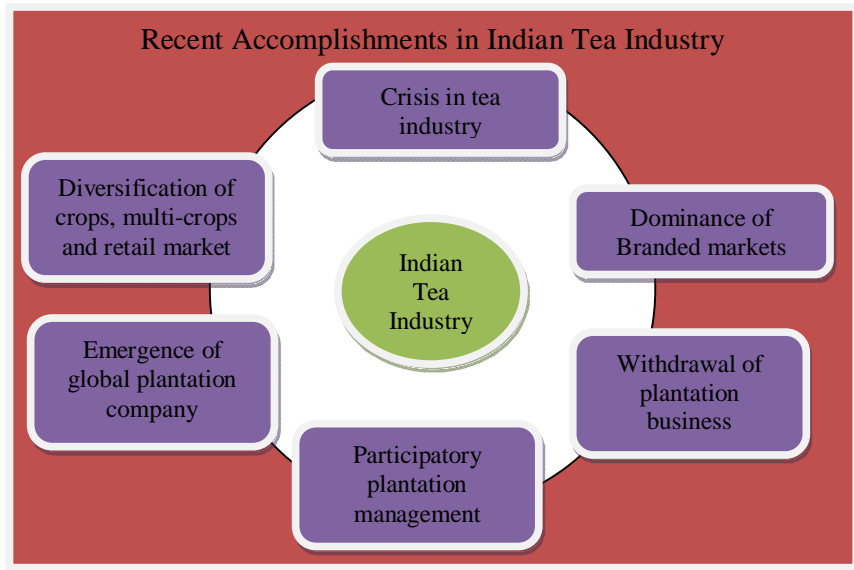 Recent Accomplishments in Indian Tea Industry
Crisis in tea
industry
Diversification of
crops, multi-crops
and retail market
Dominance of
Branded markets
Indian
Tea
Industry
Emergence of
global plantation
company
Withdrawal of
plantation
business
Participatory
plantation
management